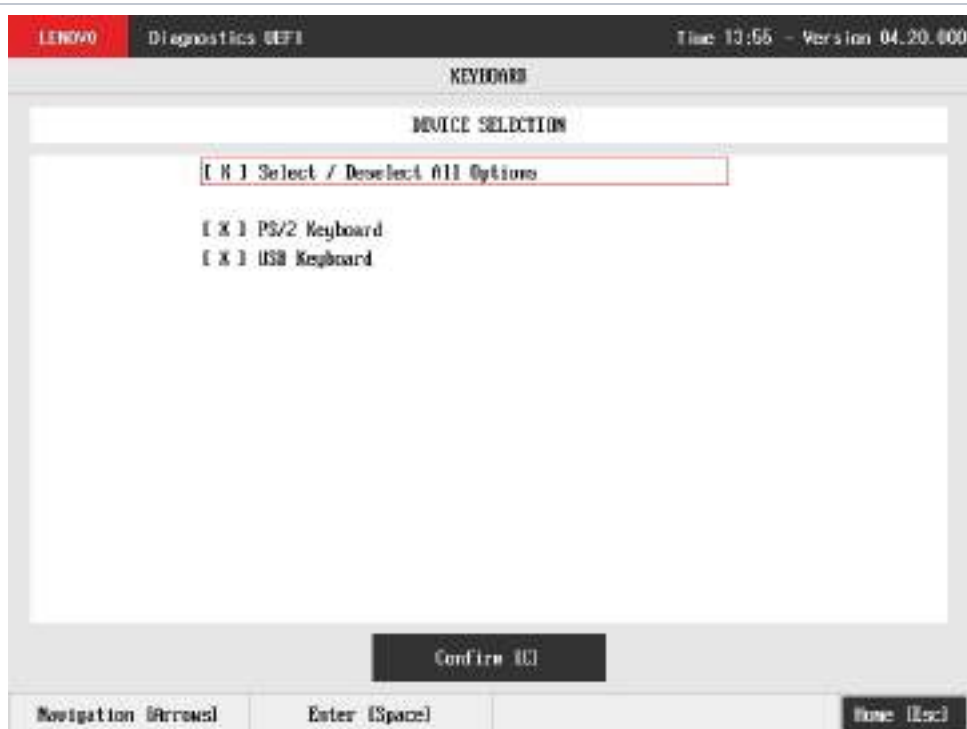 LENOVO Diagnostics UEFI Time 13:55 - Version 04.20.000
KEYBOARD
DEVICE SELECTION
[ X ] Select / Deselect All Options
[ X ] PS/2 Keyboard
[ X ] USB Keyboard
Confirm [C]
Navigation [Arrows] Enter [Space] Home [Esc]